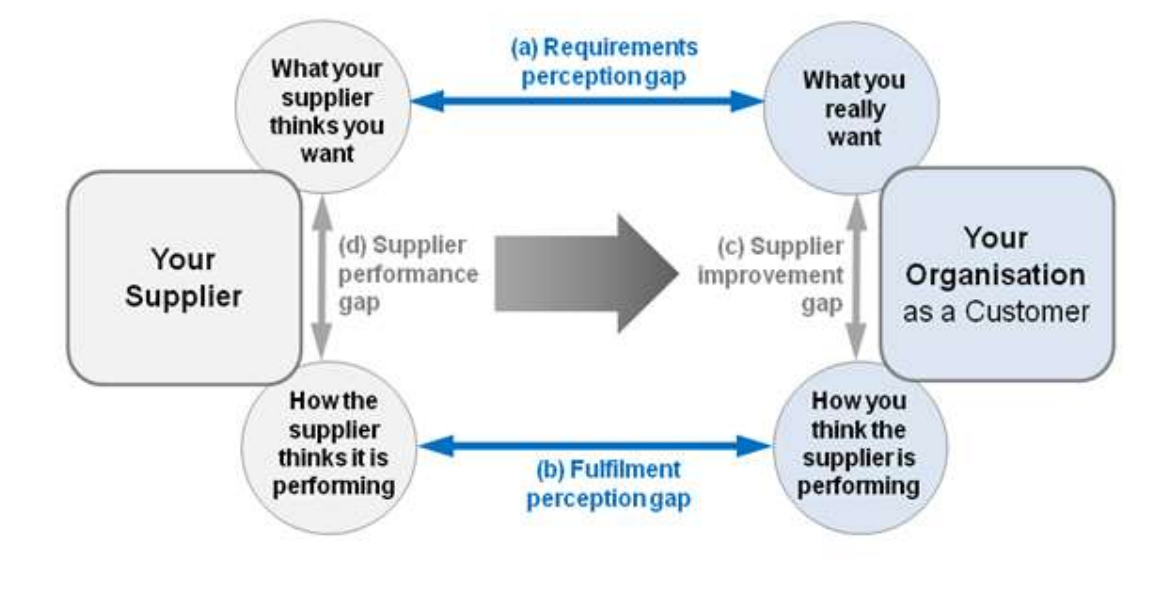 (a) Requirements
perception gap
What your
supplier
thinks you
want
What you
really
want
Your
Supplier
(d) Supplier
performance
gap
(c) Supplier
improvement
gap
Your
Organisation
as a Customer
How the
supplier
thinks it is
performing
How you
think the
supplier is
performing
(b) Fulfilment
perception gap